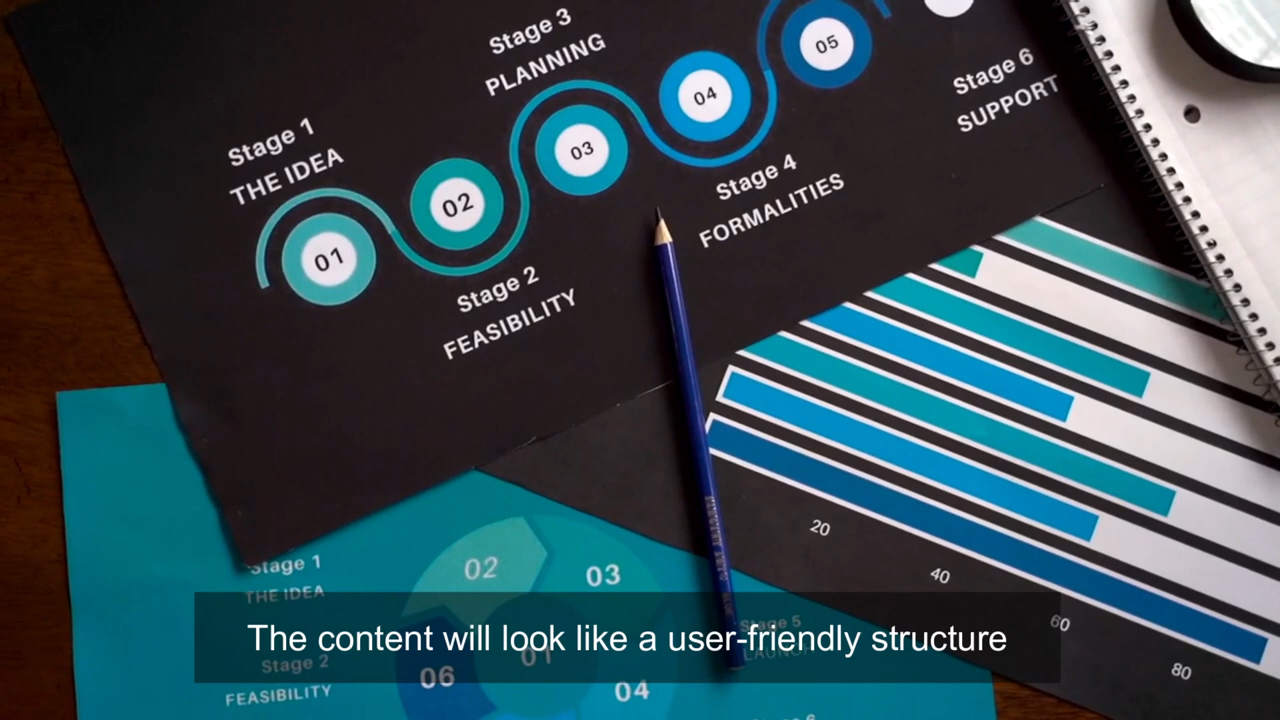 Stage 3
PLANNING
05
Stage 6
SUPPORT
04
Stage 1
THE IDEA
03
Stage 4
FORMALITIES
02
01
Stage 2
FEASIBILITY
20
40
60
80
Stage 1
THE IDEA
02
03
Stage 5
The content will look like a user-friendly structure
01
Stage 2
FEASIBILITY
06
04